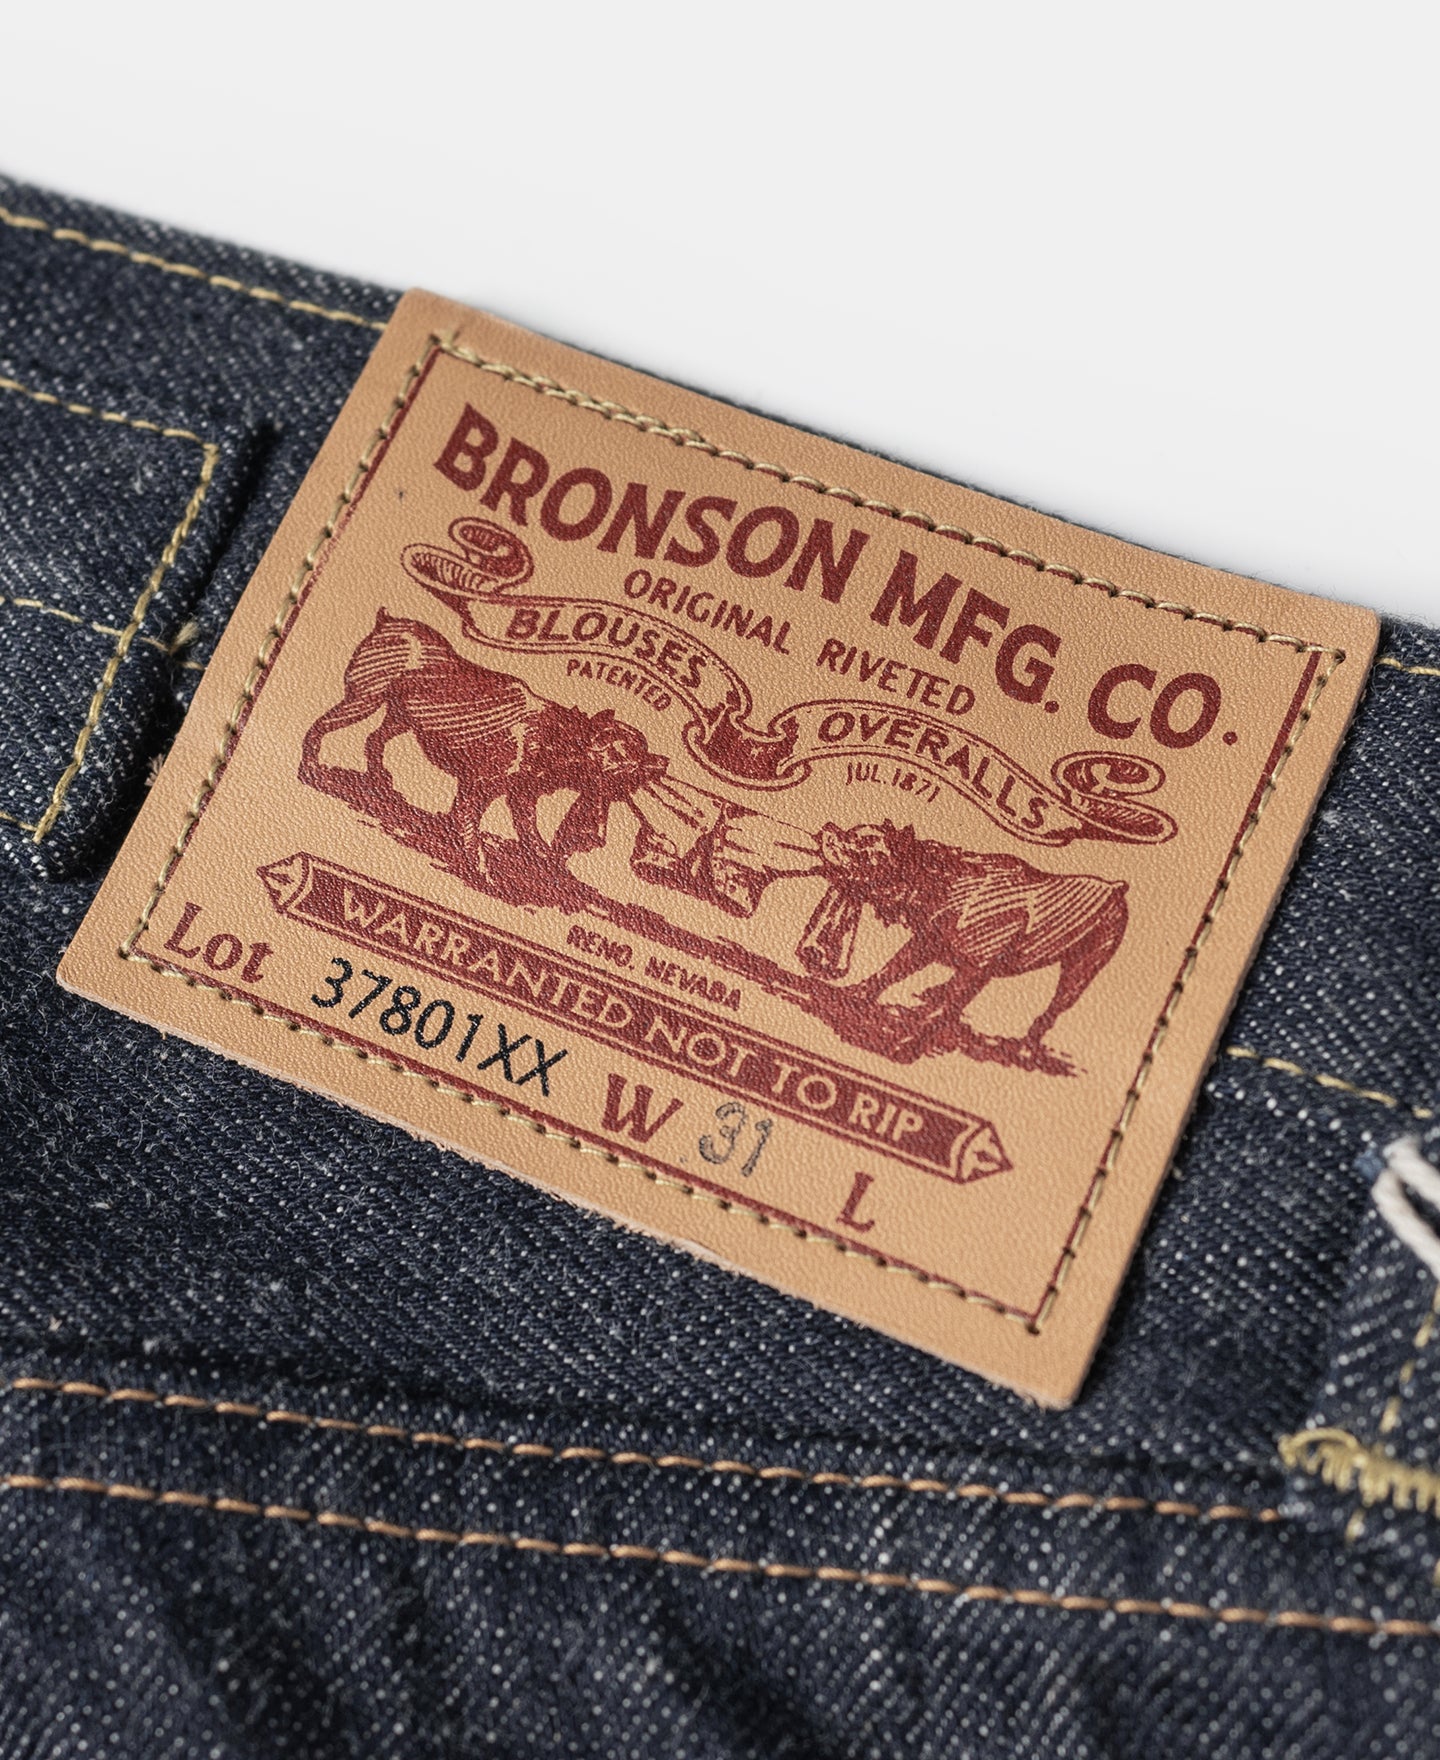 BRONSON MFG. CO.
ORIGINAL RIVETED
BLOUSES OVERALLS
PATENTED JUL.1871
RENO, NEVADA
WARRANTED NOT TO RIP
Lot 37801XX W 31 L